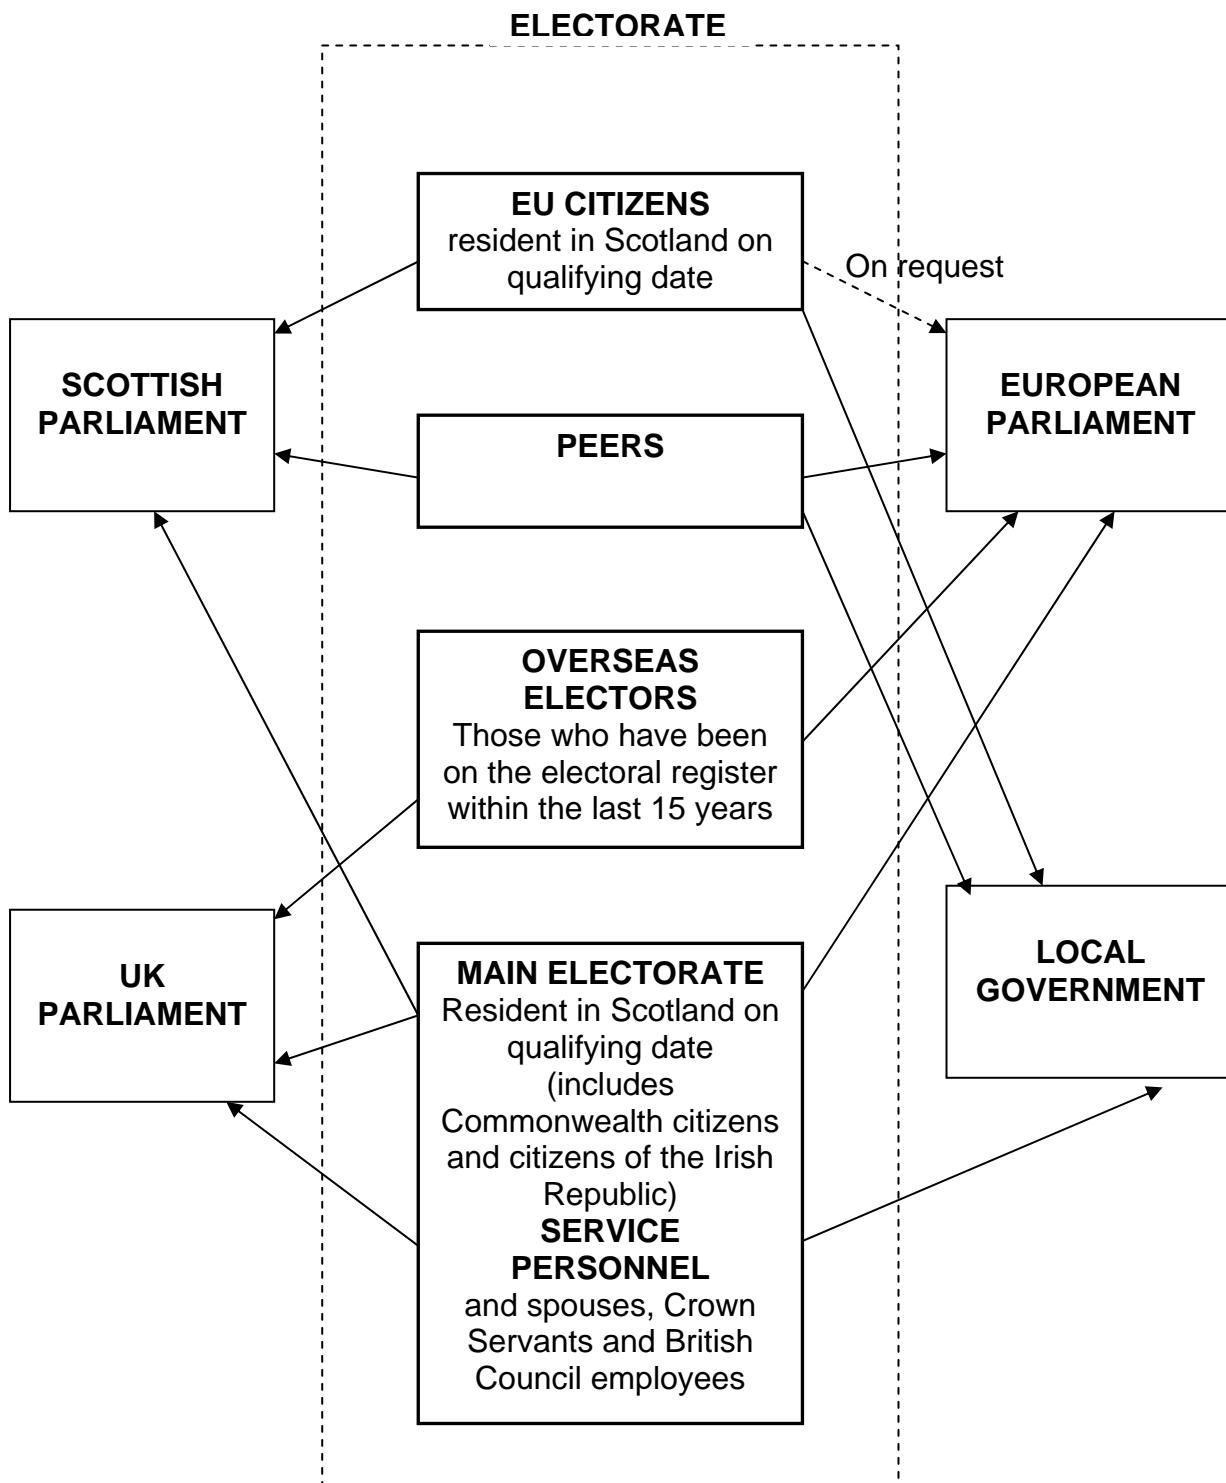 ELECTORATE
EU CITIZENS
resident in Scotland on
qualifying date
On request
SCOTTISH
PARLIAMENT
EUROPEAN
PARLIAMENT
PEERS
OVERSEAS
ELECTORS
Those who have been
on the electoral register
within the last 15 years
UK
PARLIAMENT
MAIN ELECTORATE
Resident in Scotland on
qualifying date
(includes
Commonwealth citizens
and citizens of the Irish
Republic)
SERVICE
PERSONNEL
and spouses, Crown
Servants and British
Council employees
LOCAL
GOVERNMENT